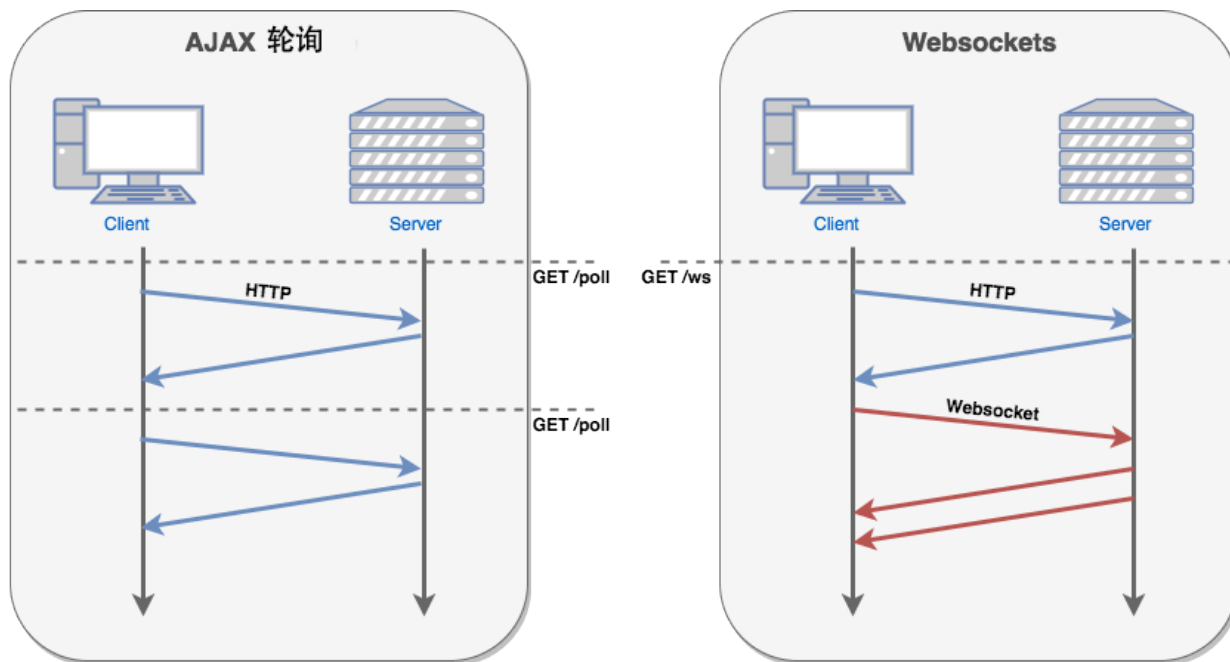 AJAX 轮询
Client
Server
GET /poll
HTTP
GET /poll
Websockets
Client
Server
GET /ws
HTTP
Websocket